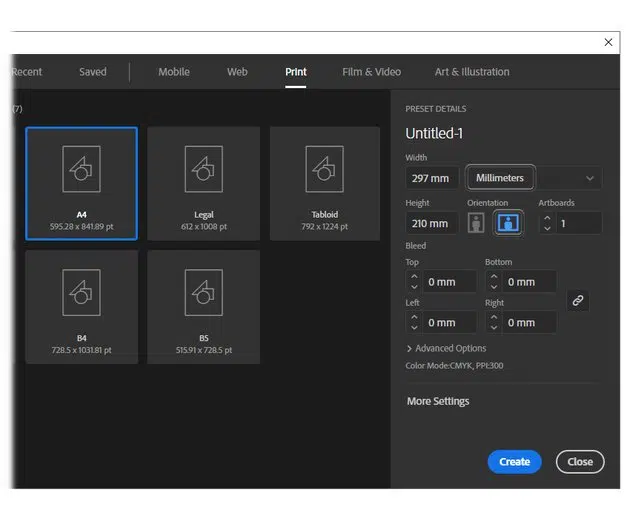 Recent Saved Mobile Web Print Film & Video Art & Illustration
(7)
A4
595.28 x 841.89 pt
Legal
612 x 1008 pt
Tabloid
792 x 1224 pt
B4
728.5 x 1031.81 pt
B5
515.91 x 728.5 pt
PRESET DETAILS
Untitled-1
Width
297 mm Millimeters
Height Orientation Artboards
210 mm 1
Bleed
Top Bottom
0 mm 0 mm
Left Right
0 mm 0 mm
Advanced Options
Color Mode:CMYK, PPI:300
More Settings
Create Close